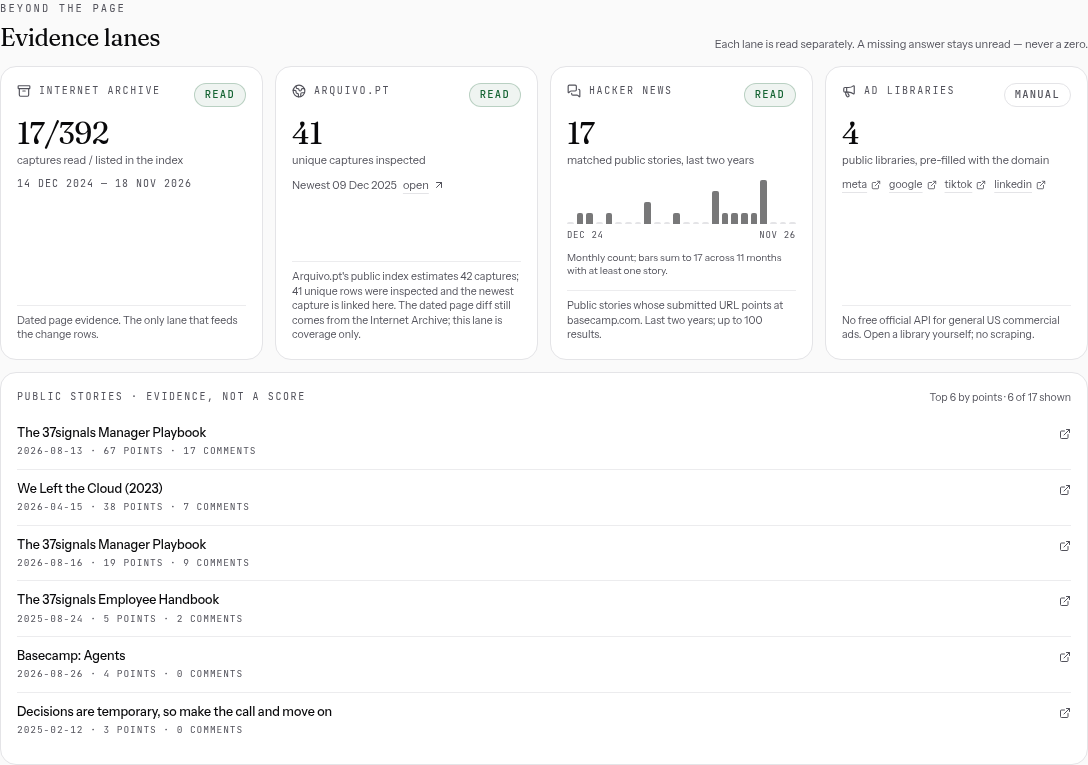 BEYOND THE PAGE
Evidence lanes
Each lane is read separately. A missing answer stays unread — never a zero.
INTERNET ARCHIVE
READ
17/392
captures read / listed in the index
14 DEC 2024 — 18 NOV 2026
Dated page evidence. The only lane that feeds
the change rows.
ARQUIVO.PT
READ
41
unique captures inspected
Newest 09 Dec 2025 open
Arquivo.pt's public index estimates 42 captures;
41 unique rows were inspected and the newest
capture is linked here. The dated page diff still
comes from the Internet Archive; this lane is
coverage only.
HACKER NEWS
READ
17
matched public stories, last two years
DEC 24
NOV 26
Monthly count; bars sum to 17 across 11 months
with at least one story.
Public stories whose submitted URL points at
basecamp.com. Last two years; up to 100
results.
AD LIBRARIES
MANUAL
4
public libraries, pre-filled with the domain
meta google tiktok linkedin
No free official API for general US commercial
ads. Open a library yourself; no scraping.
PUBLIC STORIES · EVIDENCE, NOT A SCORE
Top 6 by points · 6 of 17 shown
The 37signals Manager Playbook
2026-08-13 · 67 POINTS · 17 COMMENTS
We Left the Cloud (2023)
2026-04-15 · 38 POINTS · 7 COMMENTS
The 37signals Manager Playbook
2026-08-16 · 19 POINTS · 9 COMMENTS
The 37signals Employee Handbook
2025-08-24 · 5 POINTS · 2 COMMENTS
Basecamp: Agents
2026-08-26 · 4 POINTS · 0 COMMENTS
Decisions are temporary, so make the call and move on
2025-02-12 · 3 POINTS · 0 COMMENTS